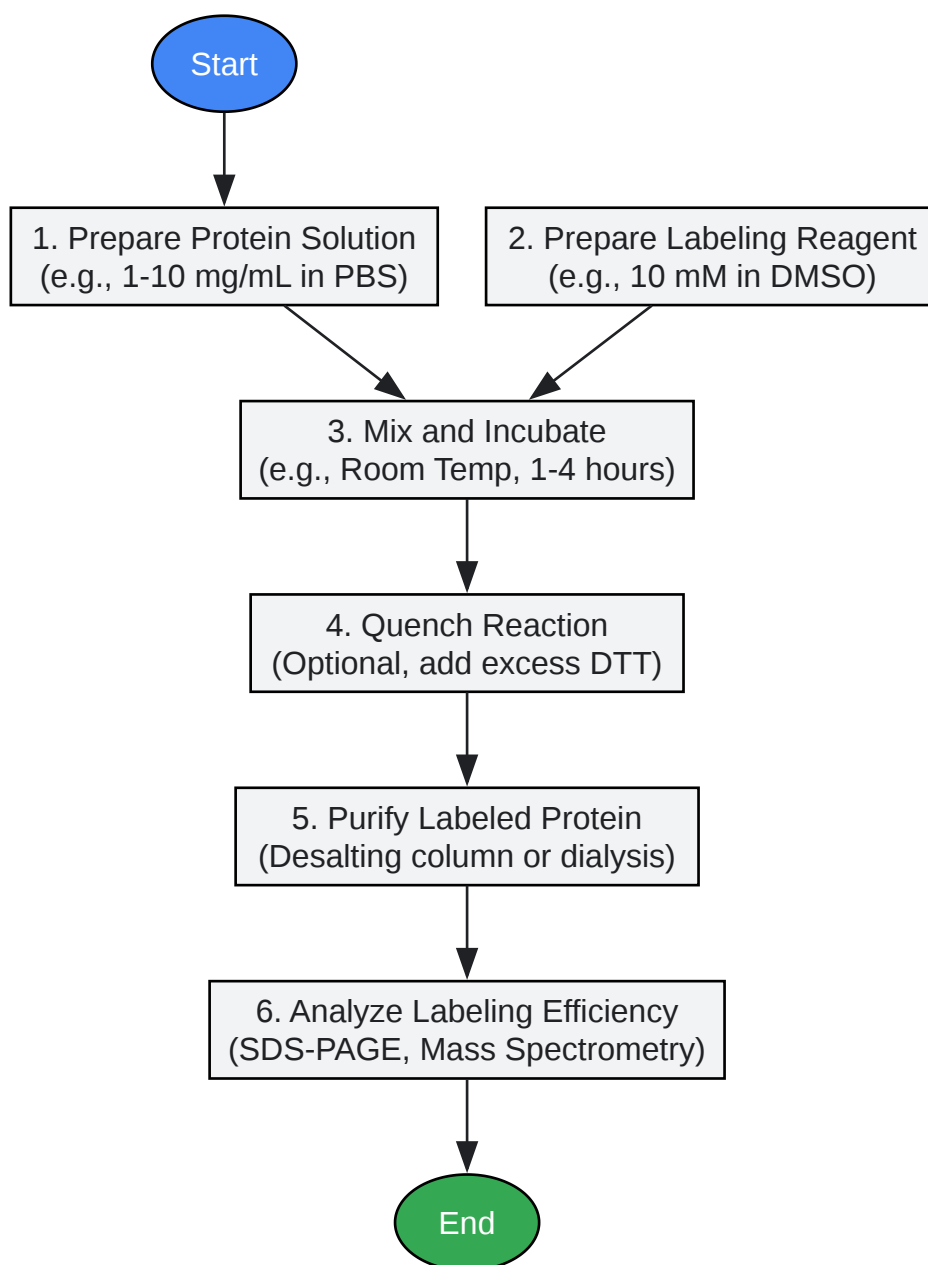 Start
1. Prepare Protein Solution
(e.g., 1-10 mg/mL in PBS)
2. Prepare Labeling Reagent
(e.g., 10 mM in DMSO)
3. Mix and Incubate
(e.g., Room Temp, 1-4 hours)
4. Quench Reaction
(Optional, add excess DTT)
5. Purify Labeled Protein
(Desalting column or dialysis)
6. Analyze Labeling Efficiency
(SDS-PAGE, Mass Spectrometry)
End